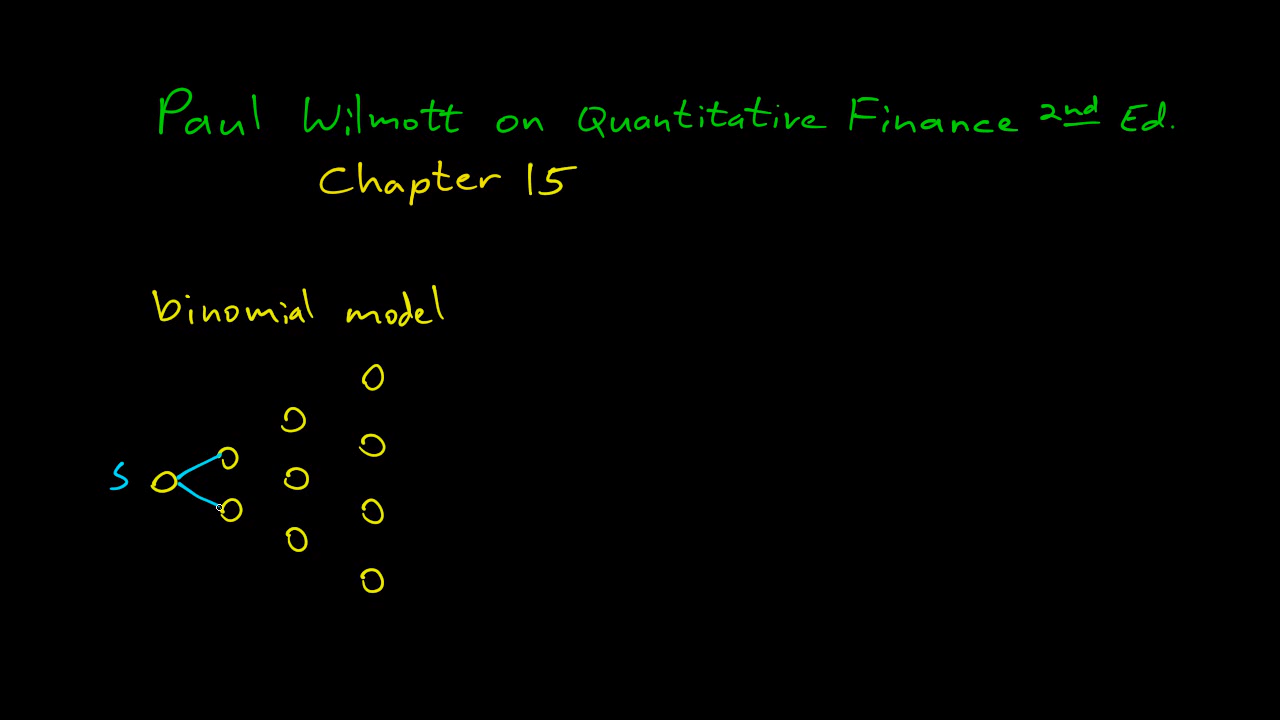 Paul Wilmott on Quantitative Finance 2nd Ed.
Chapter 15
binomial model
S